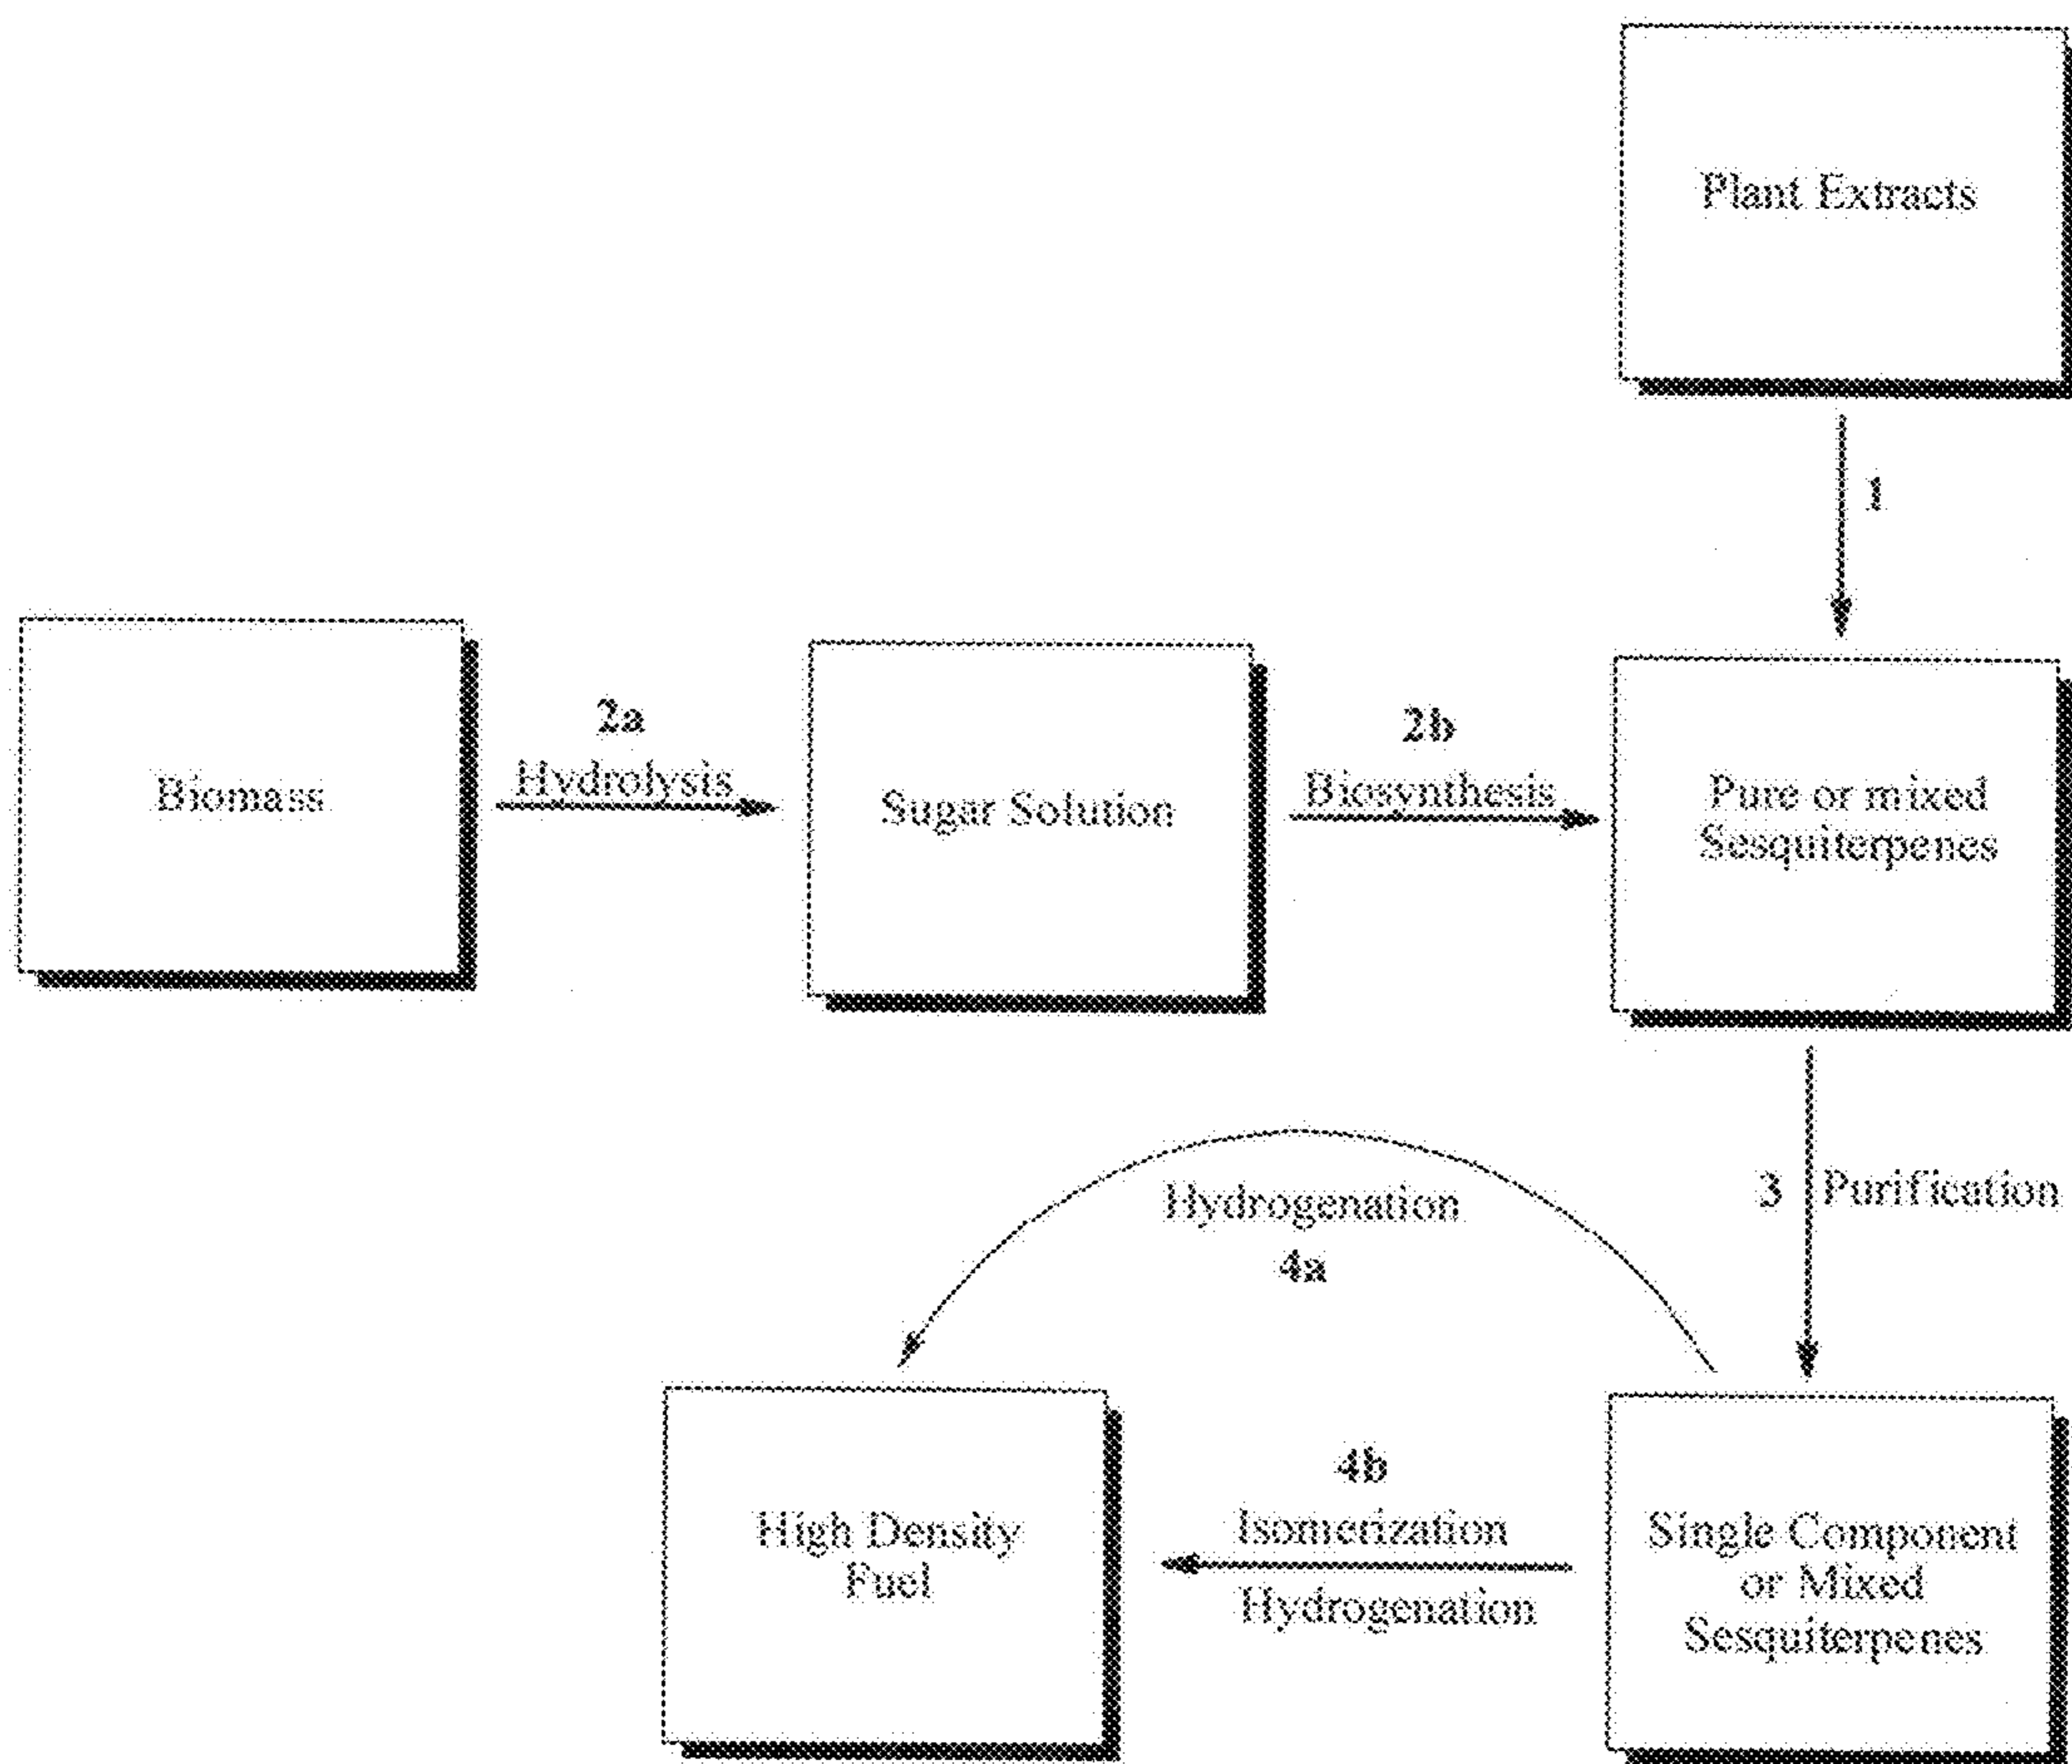 Plant Extracts
1
2a
Hydrolysis
2b
Biosynthesis
Biomass
Sugar Solution
Pure or mixed
Sesquiterpenes
3 Purification
Hydrogenation
4a
4b
Isomerization
Hydrogenation
High Density
Fuel
Single Component
or Mixed
Sesquiterpenes